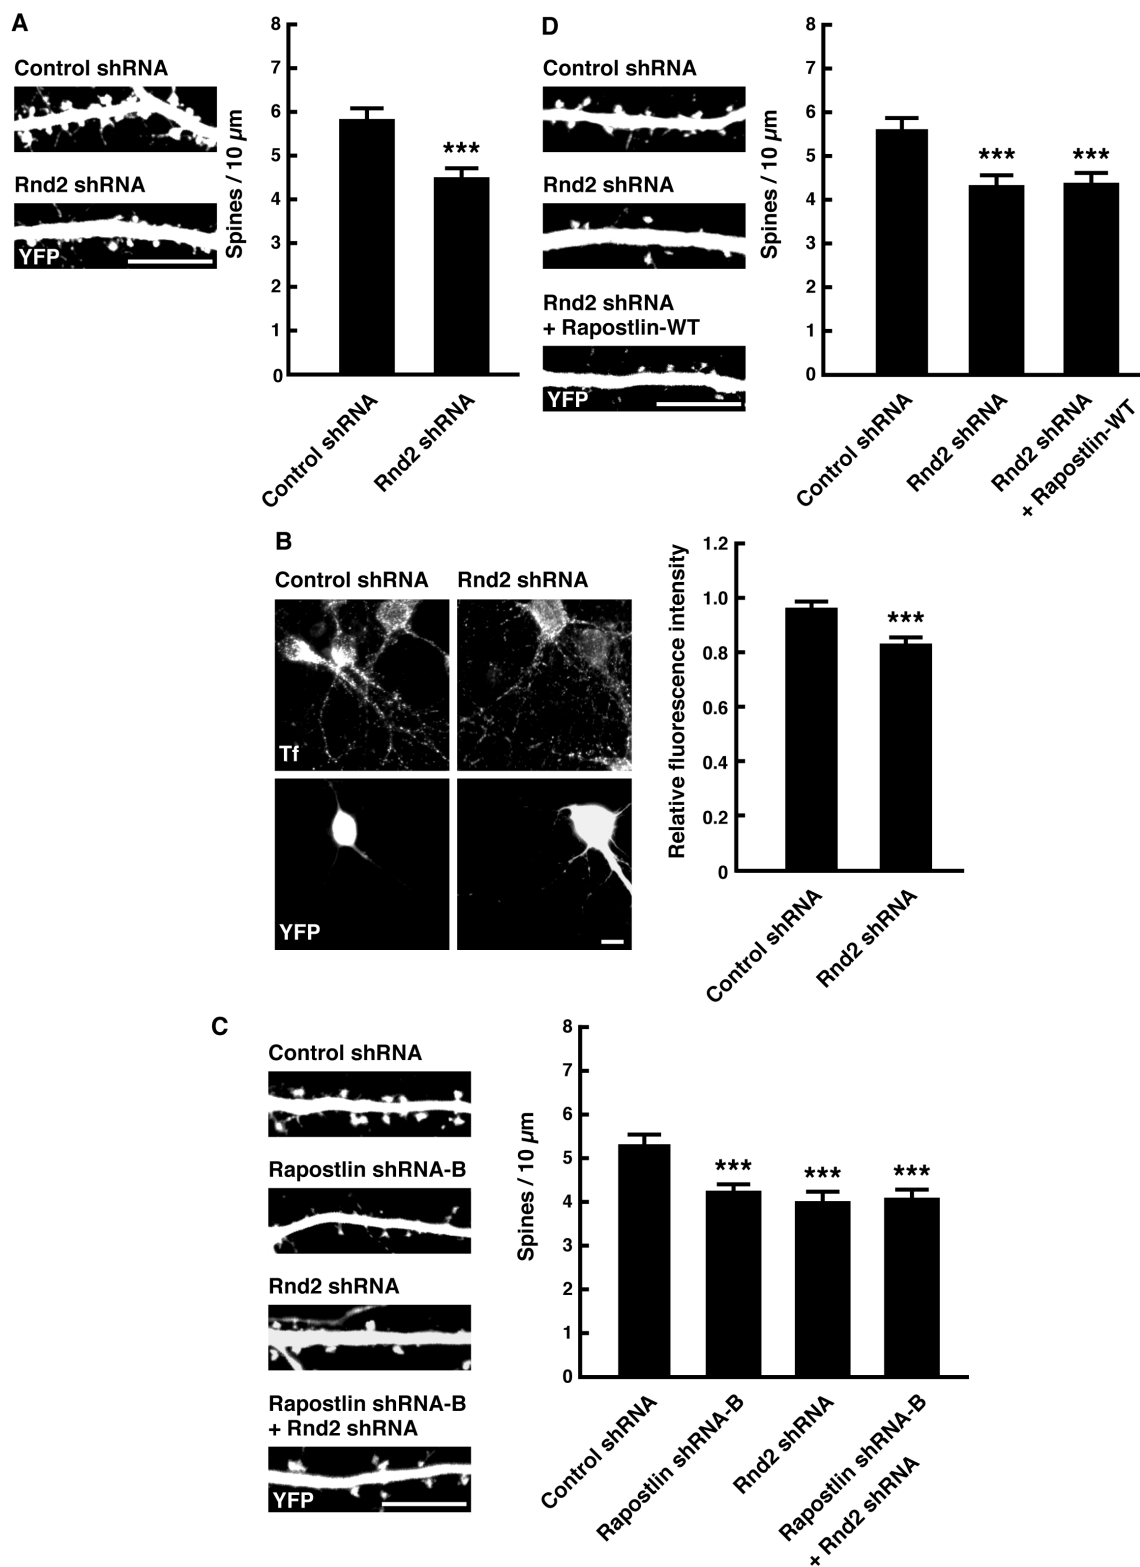 A
Control shRNA
Rnd2 shRNA
YFP
Spines / 10 µm
8
7
6
5
4
3
2
1
0
***
Control shRNA
Rnd2 shRNA
D
Control shRNA
Rnd2 shRNA
Rnd2 shRNA
+ Rapostlin-WT
YFP
Spines / 10 µm
8
7
6
5
4
3
2
1
0
***
***
Control shRNA
Rnd2 shRNA
Rnd2 shRNA
+ Rapostlin-WT
B
Control shRNA
Rnd2 shRNA
Tf
YFP
Relative fluorescence intensity
1.2
1.0
0.8
0.6
0.4
0.2
0
***
Control shRNA
Rnd2 shRNA
C
Control shRNA
Rapostlin shRNA-B
Rnd2 shRNA
Rapostlin shRNA-B
+ Rnd2 shRNA
YFP
Spines / 10 µm
8
7
6
5
4
3
2
1
0
***
***
***
Control shRNA
Rapostlin shRNA-B
Rnd2 shRNA
Rapostlin shRNA-B
+ Rnd2 shRNA